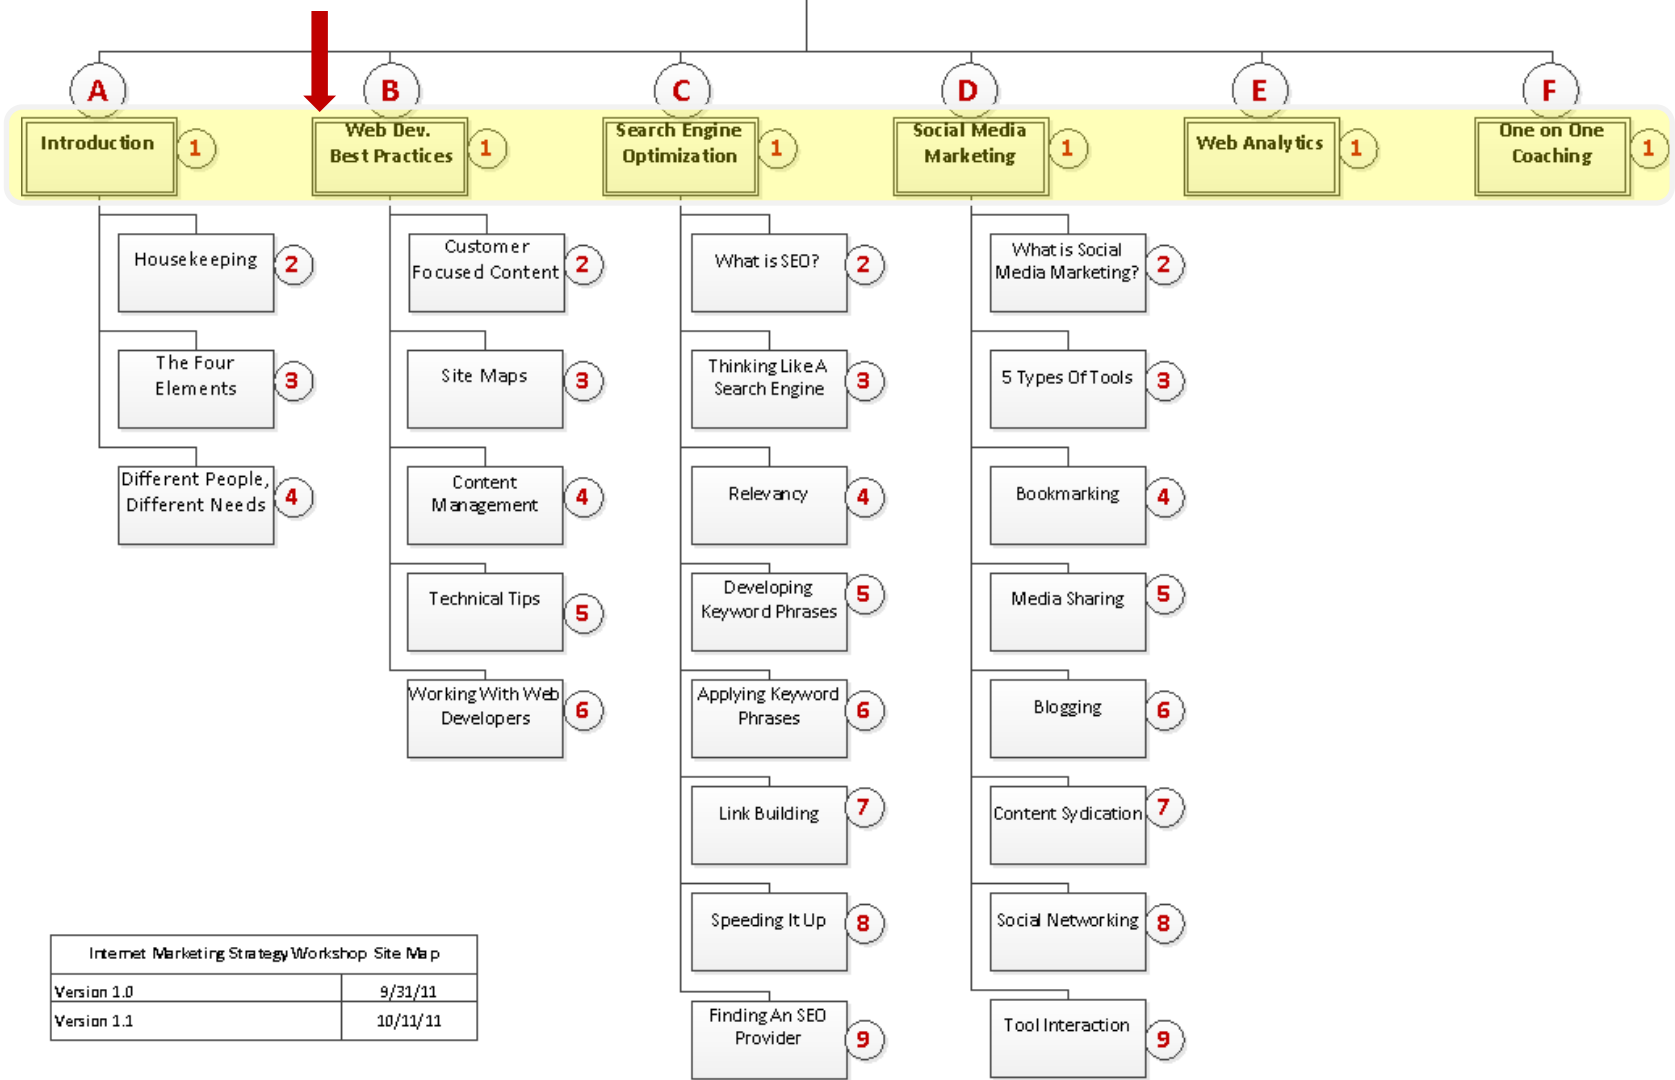 A
B
C
D
E
F
Introduction
1
Web Dev.
Best Practices
1
Search Engine
Optimization
1
Social Media
Marketing
1
Web Analytics
1
One on One
Coaching
1
Housekeeping
2
The Four
Elements
3
Different People,
Different Needs
4
Customer
Focused Content
2
Site Maps
3
Content
Management
4
Technical Tips
5
Working With Web
Developers
6
What is SEO?
2
Thinking Like A
Search Engine
3
Relevancy
4
Developing
Keyword Phrases
5
Applying Keyword
Phrases
6
Link Building
7
Speeding It Up
8
Finding An SEO
Provider
9
What is Social
Media Marketing?
2
5 Types Of Tools
3
Bookmarking
4
Media Sharing
5
Blogging
6
Content Sydication
7
Social Networking
8
Tool Interaction
9
Internet Marketing Strategy Workshop Site Map
Version 1.0 9/31/11
Version 1.1 10/11/11